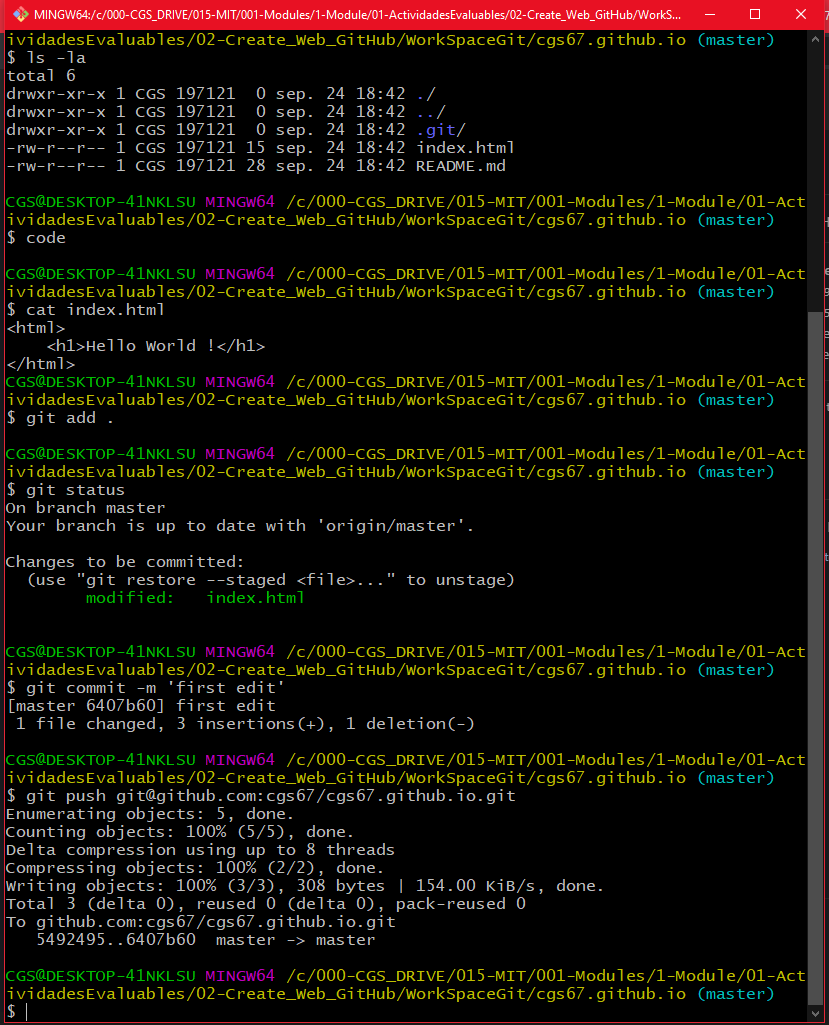 MINGW64:/c/000-CGS_DRIVE/015-MIT/001-Modules/1-Module/01-ActividadesEvaluables/02-Create_Web_GitHub/WorkS...
ividadesEvaluables/02-Create_Web_GitHub/WorkSpaceGit/cgs67.github.io (master)
$ ls -la
total 6
drwxr-xr-x 1 CGS 197121  0 sep. 24 18:42 ./
drwxr-xr-x 1 CGS 197121  0 sep. 24 18:42 ../
drwxr-xr-x 1 CGS 197121  0 sep. 24 18:42 .git/
-rw-r--r-- 1 CGS 197121 15 sep. 24 18:42 index.html
-rw-r--r-- 1 CGS 197121 28 sep. 24 18:42 README.md
CGS@DESKTOP-41NKLSU MINGW64 /c/000-CGS_DRIVE/015-MIT/001-Modules/1-Module/01-Act
ividadesEvaluables/02-Create_Web_GitHub/WorkSpaceGit/cgs67.github.io (master)
$ code
CGS@DESKTOP-41NKLSU MINGW64 /c/000-CGS_DRIVE/015-MIT/001-Modules/1-Module/01-Act
ividadesEvaluables/02-Create_Web_GitHub/WorkSpaceGit/cgs67.github.io (master)
$ cat index.html
<html>
    <h1>Hello World !</h1>
</html>
CGS@DESKTOP-41NKLSU MINGW64 /c/000-CGS_DRIVE/015-MIT/001-Modules/1-Module/01-Act
ividadesEvaluables/02-Create_Web_GitHub/WorkSpaceGit/cgs67.github.io (master)
$ git add .
CGS@DESKTOP-41NKLSU MINGW64 /c/000-CGS_DRIVE/015-MIT/001-Modules/1-Module/01-Act
ividadesEvaluables/02-Create_Web_GitHub/WorkSpaceGit/cgs67.github.io (master)
$ git status
On branch master
Your branch is up to date with 'origin/master'.
Changes to be committed:
  (use "git restore --staged <file>..." to unstage)
        modified:   index.html
CGS@DESKTOP-41NKLSU MINGW64 /c/000-CGS_DRIVE/015-MIT/001-Modules/1-Module/01-Act
ividadesEvaluables/02-Create_Web_GitHub/WorkSpaceGit/cgs67.github.io (master)
$ git commit -m 'first edit'
[master 6407b60] first edit
 1 file changed, 3 insertions(+), 1 deletion(-)
CGS@DESKTOP-41NKLSU MINGW64 /c/000-CGS_DRIVE/015-MIT/001-Modules/1-Module/01-Act
ividadesEvaluables/02-Create_Web_GitHub/WorkSpaceGit/cgs67.github.io (master)
$ git push git@github.com:cgs67/cgs67.github.io.git
Enumerating objects: 5, done.
Counting objects: 100% (5/5), done.
Delta compression using up to 8 threads
Compressing objects: 100% (2/2), done.
Writing objects: 100% (3/3), 308 bytes | 154.00 KiB/s, done.
Total 3 (delta 0), reused 0 (delta 0), pack-reused 0
To github.com:cgs67/cgs67.github.io.git
   5492495..6407b60  master -> master
CGS@DESKTOP-41NKLSU MINGW64 /c/000-CGS_DRIVE/015-MIT/001-Modules/1-Module/01-Act
ividadesEvaluables/02-Create_Web_GitHub/WorkSpaceGit/cgs67.github.io (master)
$